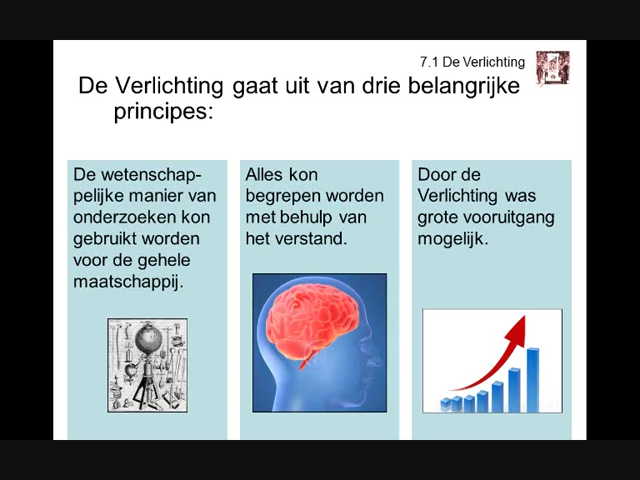 7.1 De Verlichting
De Verlichting gaat uit van drie belangrijke
principes:
De wetenschap-
pelijke manier van
onderzoeken kon
gebruikt worden
voor de gehele
maatschappij.
Alles kon
begrepen worden
met behulp van
het verstand.
Door de
Verlichting was
grote vooruitgang
mogelijk.